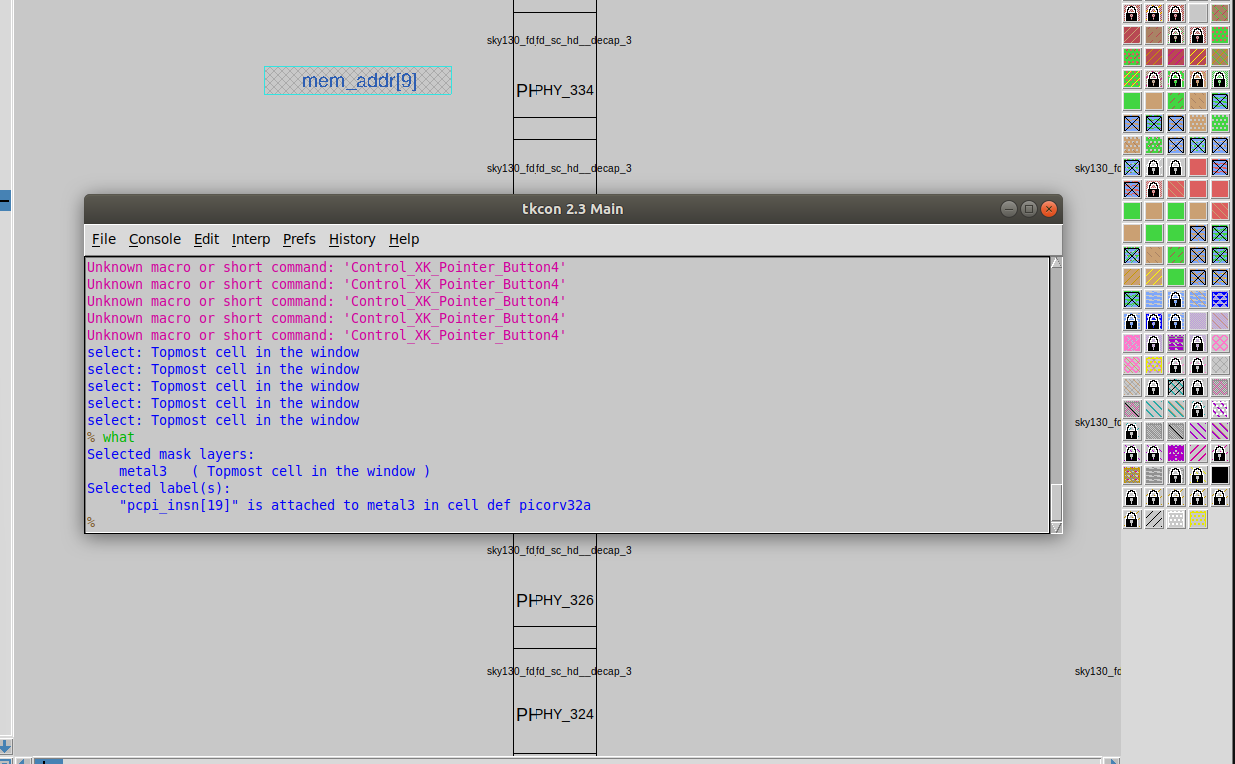 sky130_fdfd_sc_hd__decap_3
mem_addr[9]
PHPHY_334
sky130_fdfd_sc_hd__decap_3
sky130_fd
tkcon 2.3 Main
File Console Edit Interp Prefs History Help
Unknown macro or short command: 'Control_XK_Pointer_Button4'
Unknown macro or short command: 'Control_XK_Pointer_Button4'
Unknown macro or short command: 'Control_XK_Pointer_Button4'
Unknown macro or short command: 'Control_XK_Pointer_Button4'
Unknown macro or short command: 'Control_XK_Pointer_Button4'
select: Topmost cell in the window
select: Topmost cell in the window
select: Topmost cell in the window
select: Topmost cell in the window
select: Topmost cell in the window
% what
Selected mask layers:
metal3 ( Topmost cell in the window )
Selected label(s):
"pcpi_insn[19]" is attached to metal3 in cell def picorv32a
%
sky130_fd
sky130_fdfd_sc_hd__decap_3
sky130_fd
PHPHY_326
sky130_fdfd_sc_hd__decap_3
sky130_fd
PHPHY_324